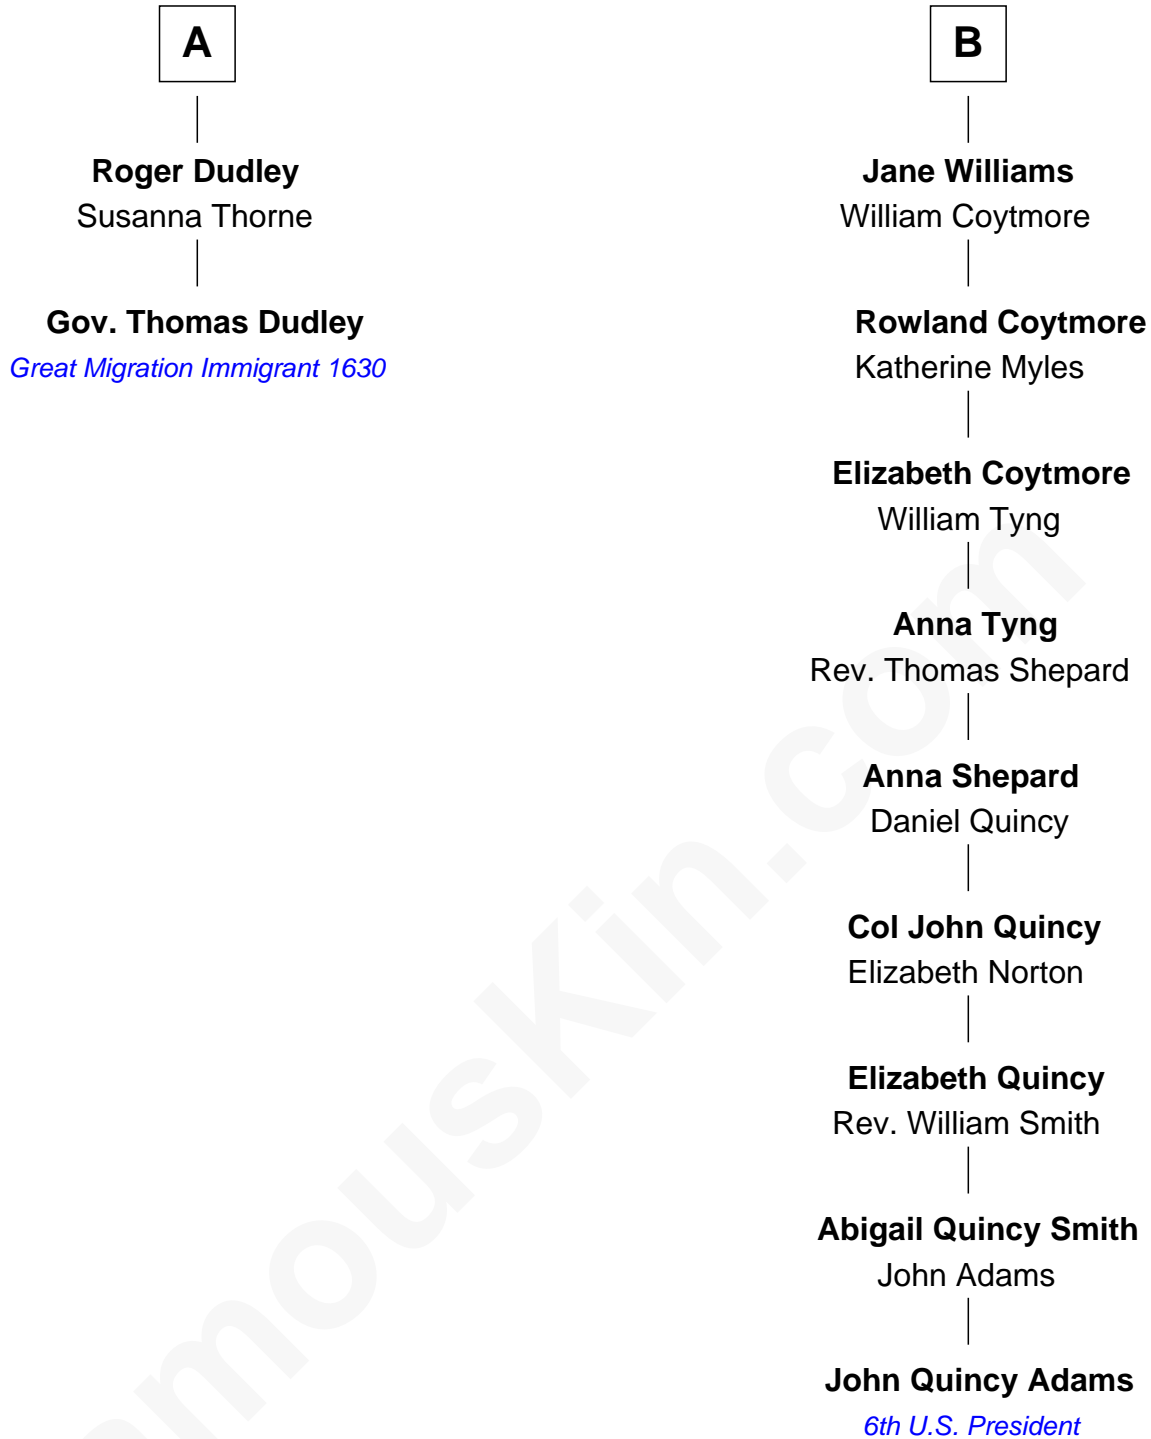 A
Roger Dudley
Susanna Thorne
Gov. Thomas Dudley
Great Migration Immigrant 1630
B
Jane Williams
William Coytmore
Rowland Coytmore
Katherine Myles
Elizabeth Coytmore
William Tyng
Anna Tyng
Rev. Thomas Shepard
Anna Shepard
Daniel Quincy
Col John Quincy
Elizabeth Norton
Elizabeth Quincy
Rev. William Smith
Abigail Quincy Smith
John Adams
John Quincy Adams
6th U.S. President
amouskin.com